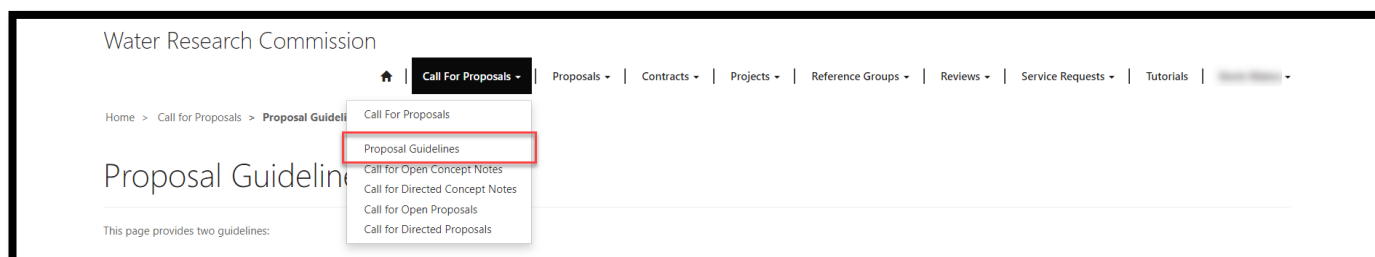 Water Research Commission
Call For Proposals | Proposals | Contracts | Projects | Reference Groups | Reviews | Service Requests | Tutorials |
Home > Call for Proposals > Proposal Guideli
Call For Proposals
Proposal Guidelines
Call for Open Concept Notes
Call for Directed Concept Notes
Call for Open Proposals
Call for Directed Proposals
Proposal Guideline
This page provides two guidelines: